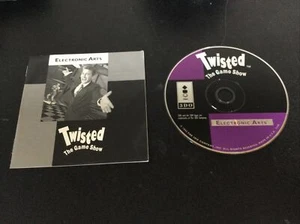 ELECTRONIC ARTS
Twisted
The Game Show
Twisted
The Game Show
3DO
ELECTRONIC ARTS